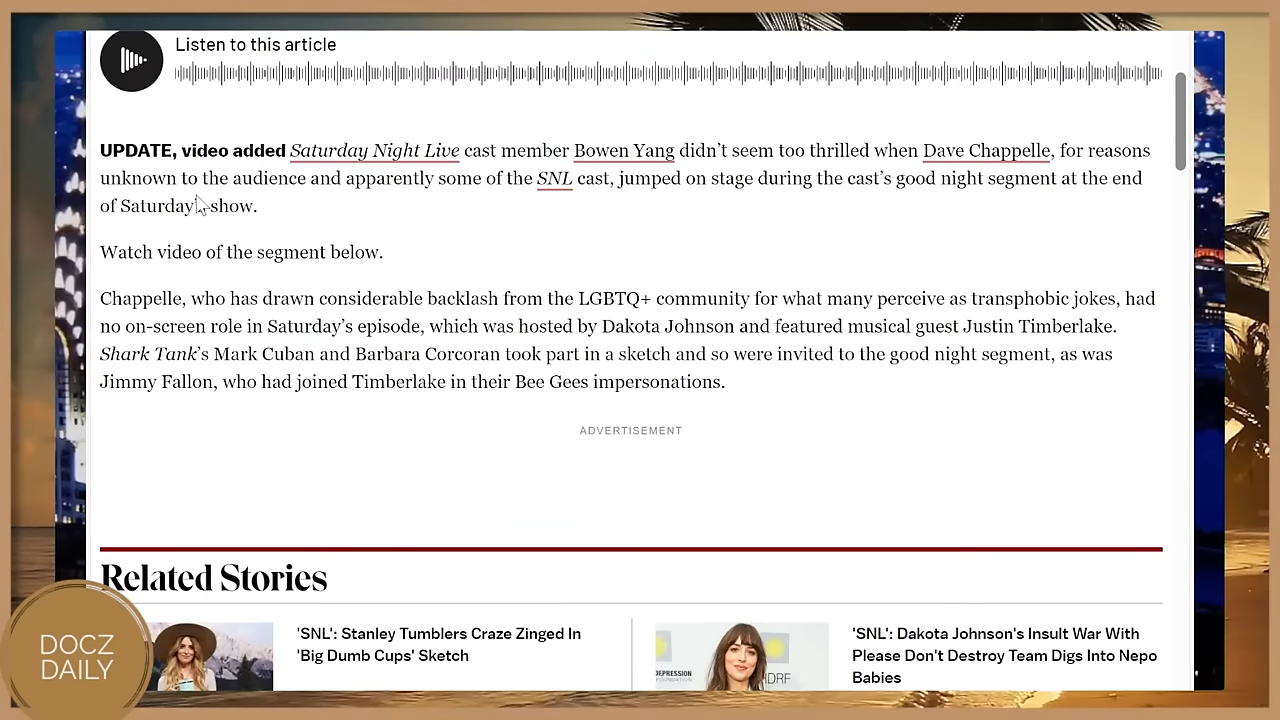 Listen to this article
UPDATE, video added Saturday Night Live cast member Bowen Yang didn’t seem too thrilled when Dave Chappelle, for reasons
unknown to the audience and apparently some of the SNL cast, jumped on stage during the cast’s good night segment at the end
of Saturday’s show.
Watch video of the segment below.
Chappelle, who has drawn considerable backlash from the LGBTQ+ community for what many perceive as transphobic jokes, had
no on-screen role in Saturday’s episode, which was hosted by Dakota Johnson and featured musical guest Justin Timberlake.
Shark Tank’s Mark Cuban and Barbara Corcoran took part in a sketch and so were invited to the good night segment, as was
Jimmy Fallon, who had joined Timberlake in their Bee Gees impersonations.
ADVERTISEMENT
Related Stories
'SNL': Stanley Tumblers Craze Zinged In
'Big Dumb Cups' Sketch
DEPRESSION
FOUNDATION
IDRF
'SNL': Dakota Johnson's Insult War With
Please Don't Destroy Team Digs Into Nepo
Babies
DOCZ
DAILY